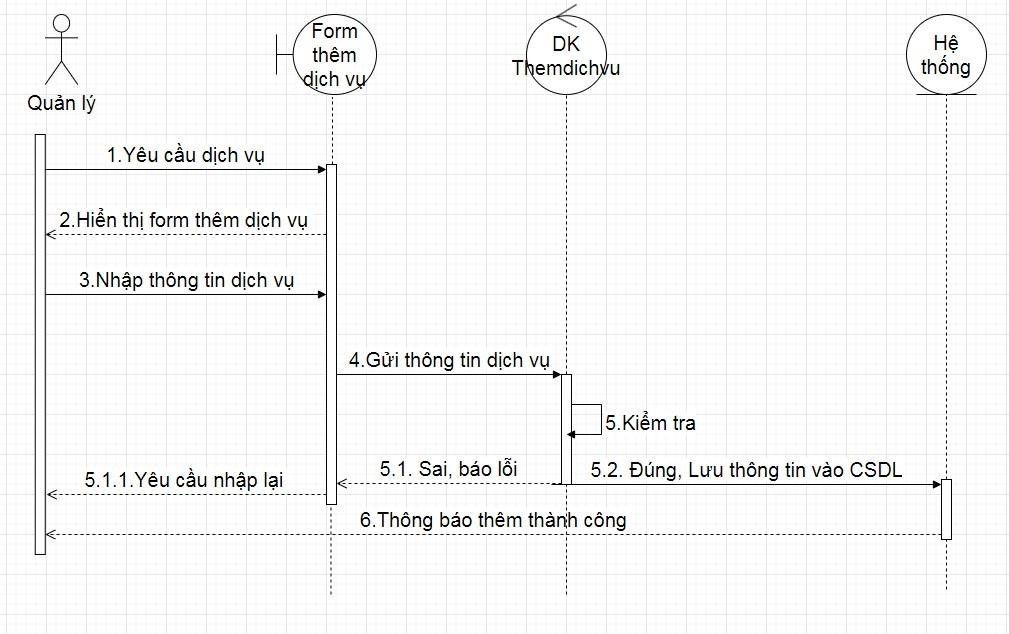 Form
thêm
dịch vụ
DK
Themdichvu
Hệ
thống
Quản lý
1.Yêu cầu dịch vụ
2.Hiển thị form thêm dịch vụ
3.Nhập thông tin dịch vụ
4.Gửi thông tin dịch vụ
5.Kiểm tra
5.1. Sai, báo lỗi
5.2. Đúng, Lưu thông tin vào CSDL
5.1.1.Yêu cầu nhập lại
6.Thông báo thêm thành công